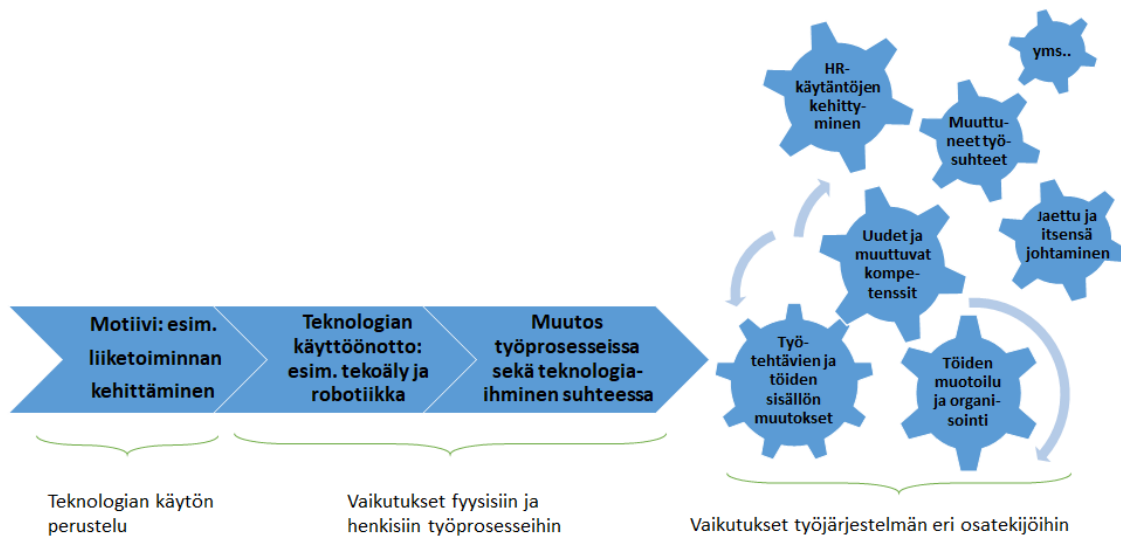 HR-
käytäntöjen
kehitty-
minen
yms..
Muuttu-
neet työ-
suhteet
Jaettu ja
itsensä
johtaminen
Uudet ja
muuttuvat
kompe-
tenssit
Motiivi: esim.
liiketoiminnan
kehittäminen
Teknologian
käyttöönotto:
esim. tekoäly ja
robotiikka
Muutos
työprosesseissa
sekä teknologia-
ihminen suhteessa
Työ-
tehtävien ja
töiden
sisällön
muutokset
Töiden
muotoilu
ja organi-
sointi
Teknologian käytön
perustelu
Vaikutukset fyysisiin ja
henkisiin työprosesseihin
Vaikutukset työjärjestelmän eri osatekijöihin